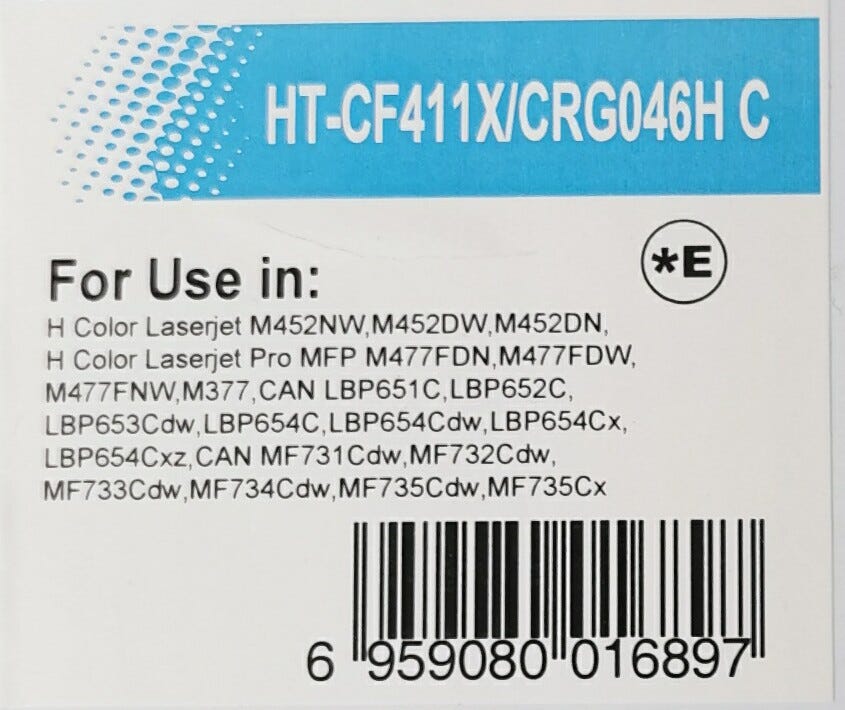 HT-CF411X/CRG046H C
*E
For Use in:
H Color Laserjet M452NW,M452DW,M452DN,
H Color Laserjet Pro MFP M477FDN,M477FDW,
M477FNW,M377,CAN LBP651C,LBP652C,
LBP653Cdw,LBP654C,LBP654Cdw,LBP654Cx,
LBP654Cxz,CAN MF731Cdw,MF732Cdw,
MF733Cdw,MF734Cdw,MF735Cdw,MF735Cx
6 959080 016897